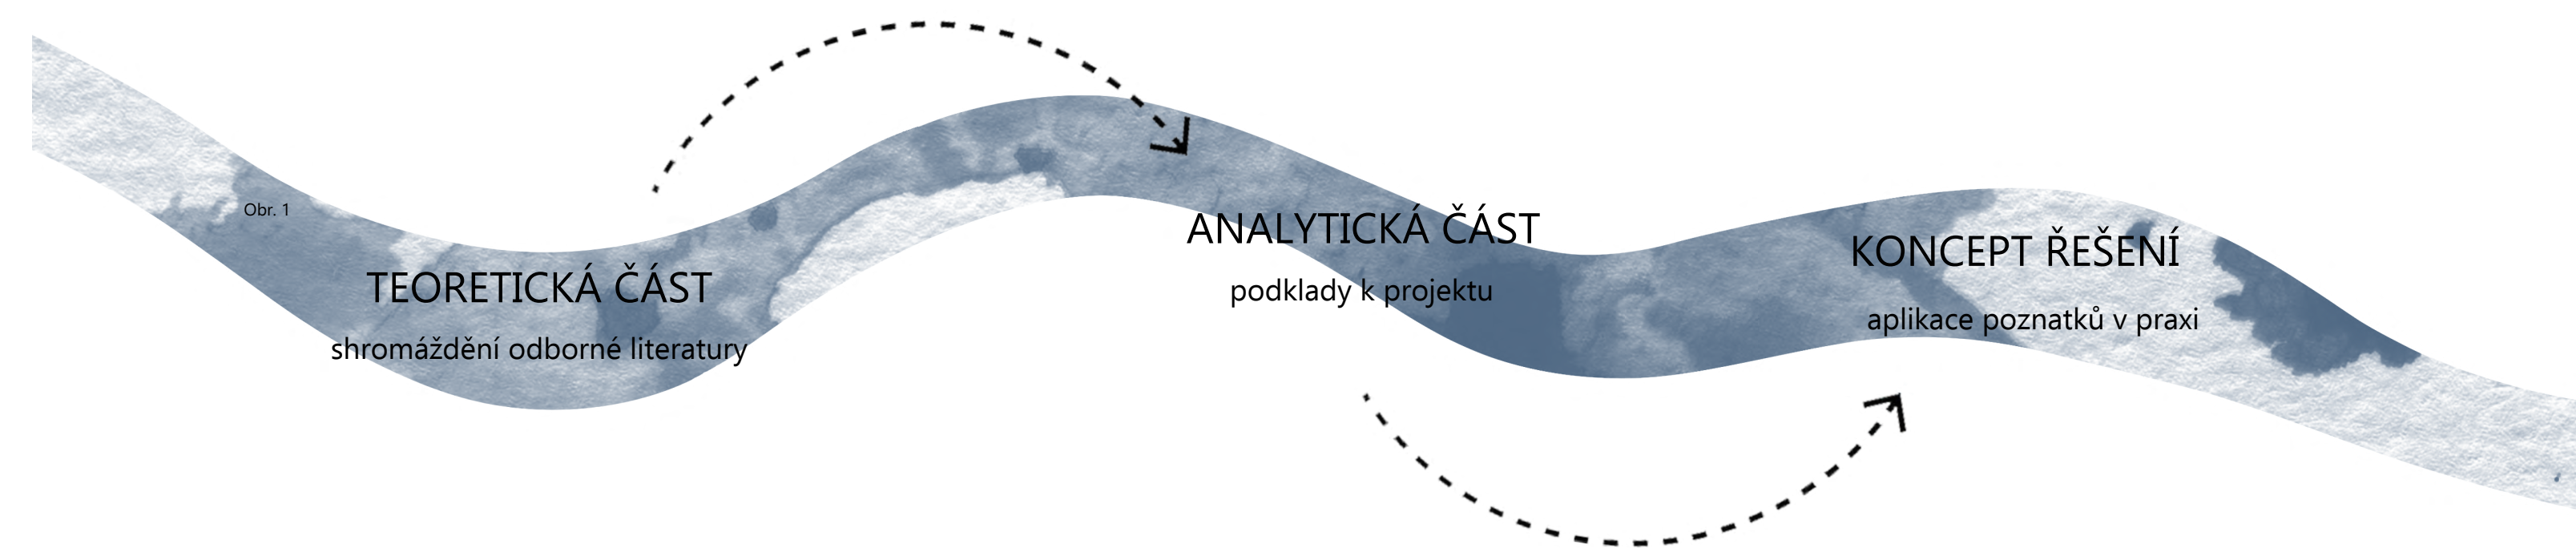 Obr. 1
TEORETICKÁ ČÁST
shromáždění odborné literatury
ANALYTICKÁ ČÁST
podklady k projektu
KONCEPT ŘEŠENÍ
aplikace poznatků v praxi